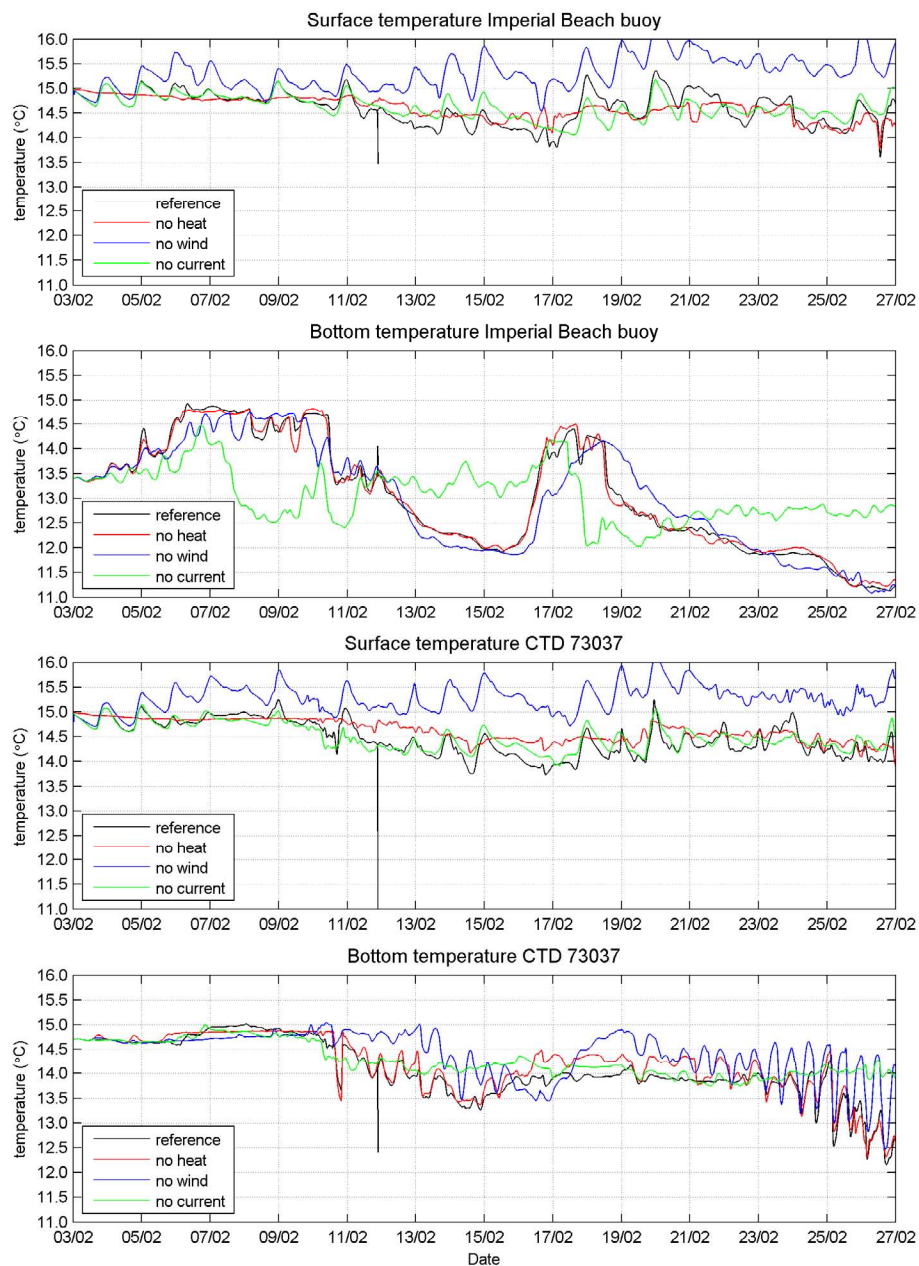 Surface temperature Imperial Beach buoy
16.0
15.5
15.0
14.5
14.0
13.5
13.0
12.5
12.0
11.5
11.0
temperature (°C)
reference
no heat
no wind
no current
03/02 05/02 07/02 09/02 11/02 13/02 15/02 17/02 19/02 21/02 23/02 25/02 27/02
Bottom temperature Imperial Beach buoy
16.0
15.5
15.0
14.5
14.0
13.5
13.0
12.5
12.0
11.5
11.0
temperature (°C)
reference
no heat
no wind
no current
03/02 05/02 07/02 09/02 11/02 13/02 15/02 17/02 19/02 21/02 23/02 25/02 27/02
Surface temperature CTD 73037
16.0
15.5
15.0
14.5
14.0
13.5
13.0
12.5
12.0
11.5
11.0
temperature (°C)
reference
no heat
no wind
no current
03/02 05/02 07/02 09/02 11/02 13/02 15/02 17/02 19/02 21/02 23/02 25/02 27/02
Bottom temperature CTD 73037
16.0
15.5
15.0
14.5
14.0
13.5
13.0
12.5
12.0
11.5
11.0
temperature (°C)
reference
no heat
no wind
no current
03/02 05/02 07/02 09/02 11/02 13/02 15/02 17/02 19/02 21/02 23/02 25/02 27/02
Date